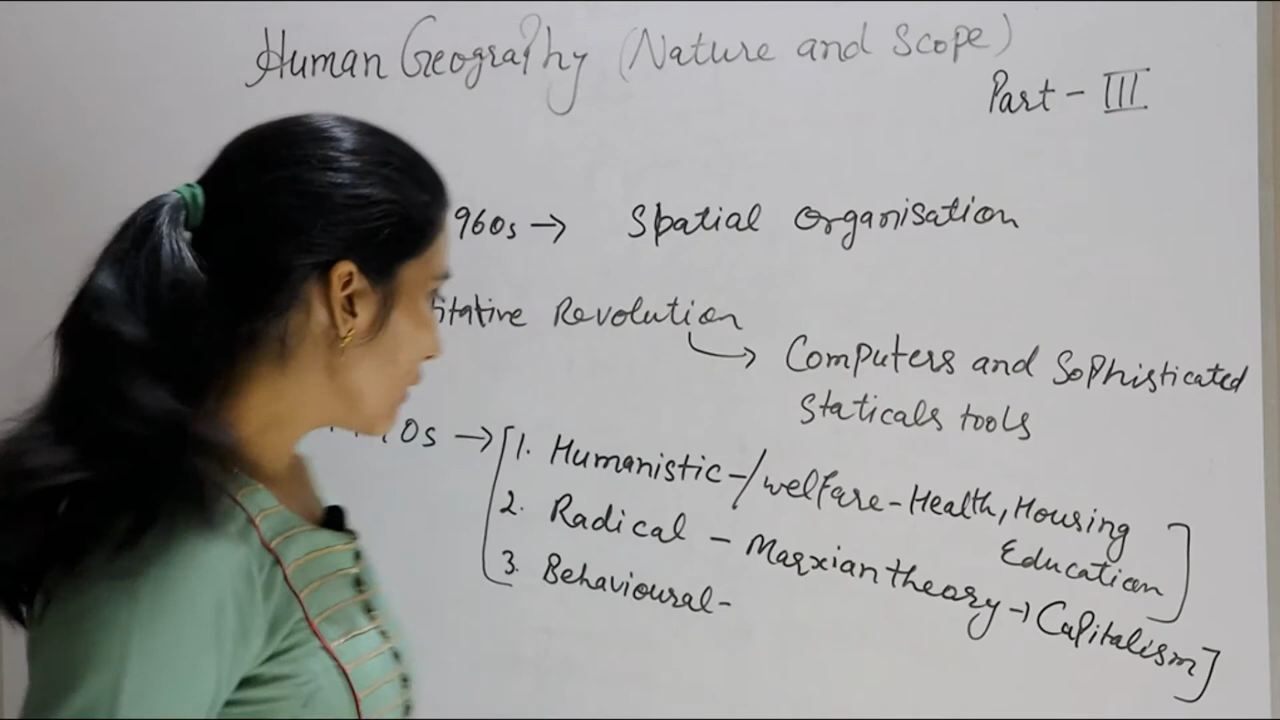 Human Geography (Nature and Scope)
Part - III
960s → Spatial Organisation
itative Revolution
↳ Computers and Sophisticated
Staticals tools
70s → [1. Humanistic-/welfare-Health, Housing
Education]
2. Radical - Marxian theory → Capitalism]
3. Behavioural-